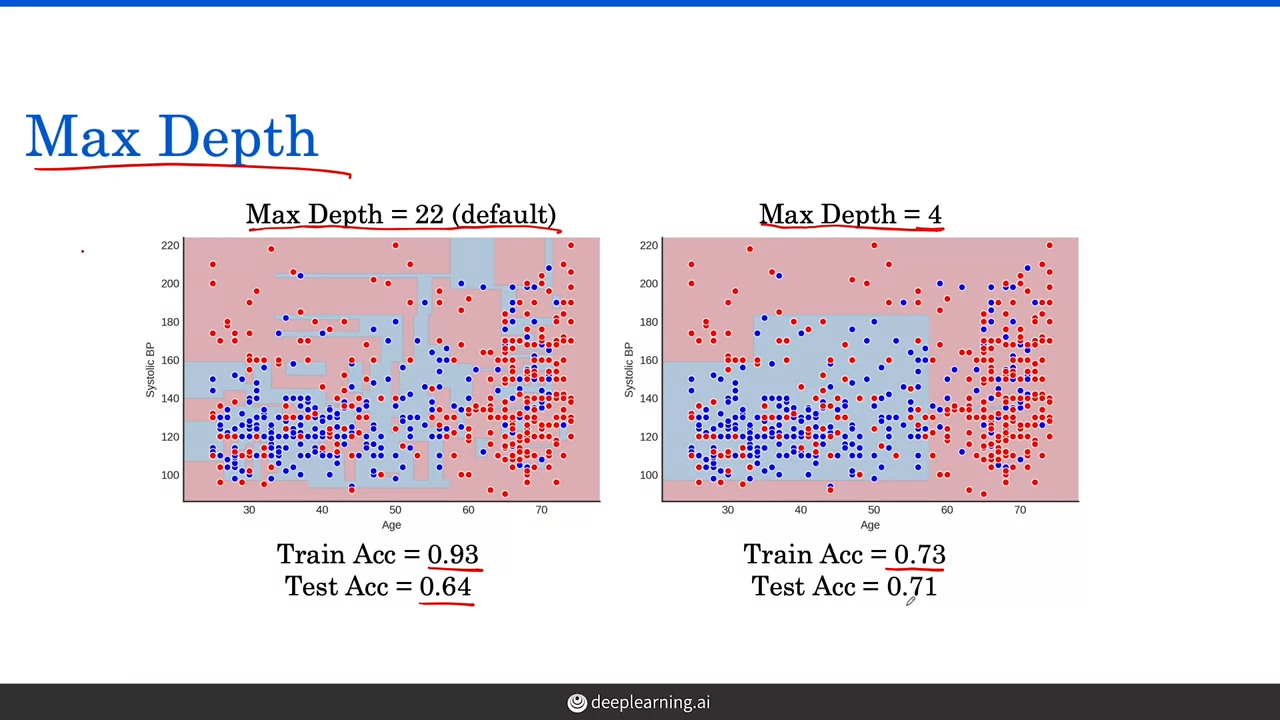 Max Depth
Max Depth = 22 (default)
220
200
180
160
140
120
100
Systolic BP
30 40 50 60 70
Age
Train Acc = 0.93
Test Acc = 0.64
Max Depth = 4
220
200
180
160
140
120
100
Systolic BP
30 40 50 60 70
Age
Train Acc = 0.73
Test Acc = 0.71
deeplearning.ai